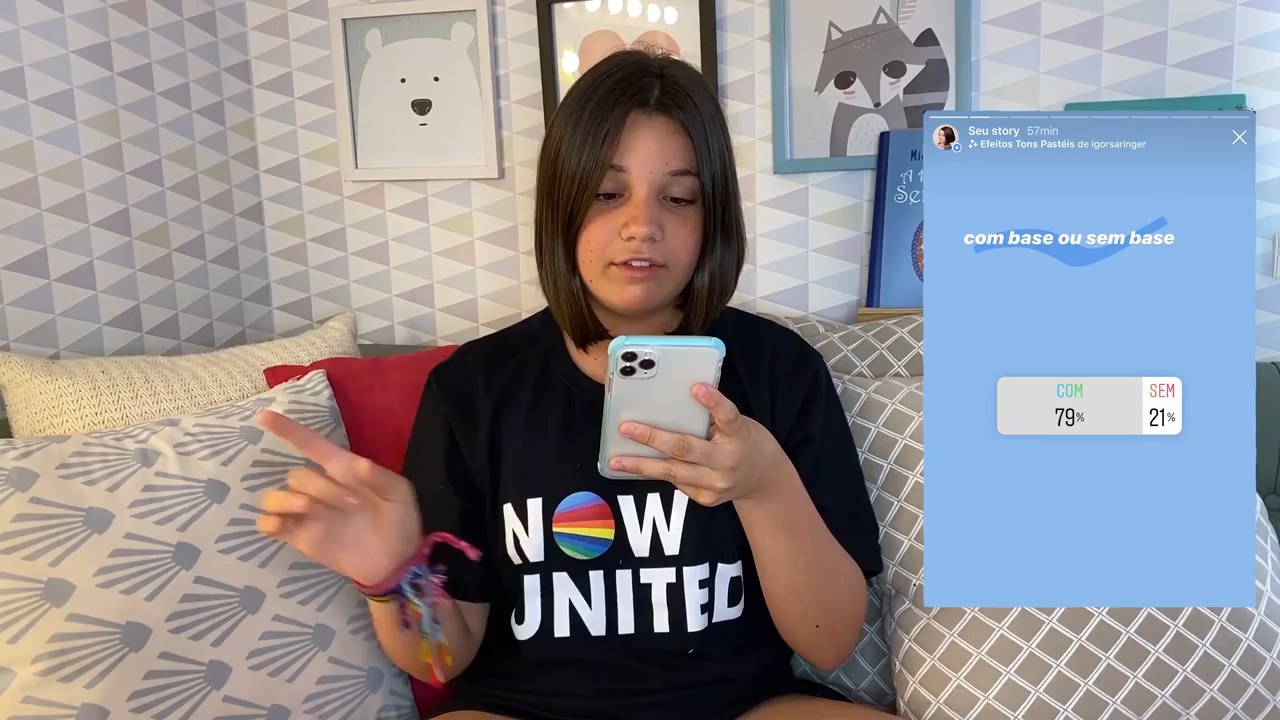 Seu story 57min
Efeitos Tons Pastéis de igorsaringer
com base ou sem base
COM SEM
79% 21%
NOW
UNITED